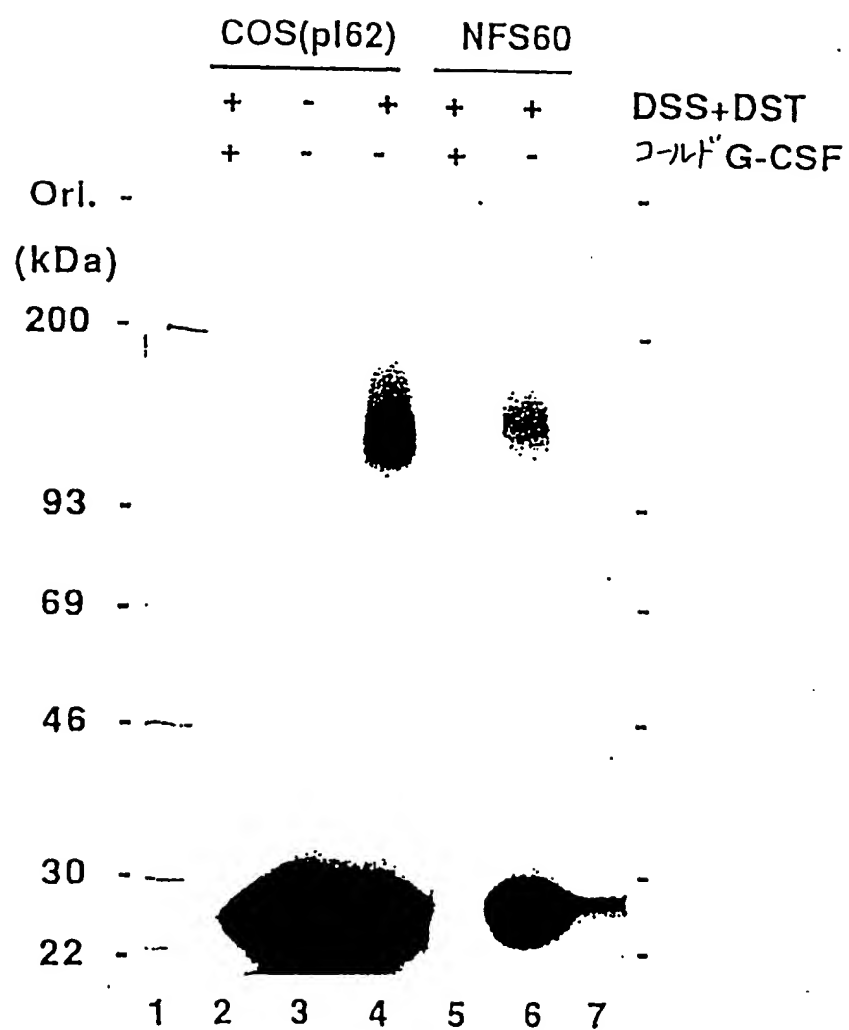 COS(pI62) NFS60
+ - + + + DSS+DST
+ - - + - コールド G-CSF
Ori. - -
(kDa)
200 - -
93 - -
69 - -
46 - -
30 - -
22 - -
1 2 3 4 5 6 7